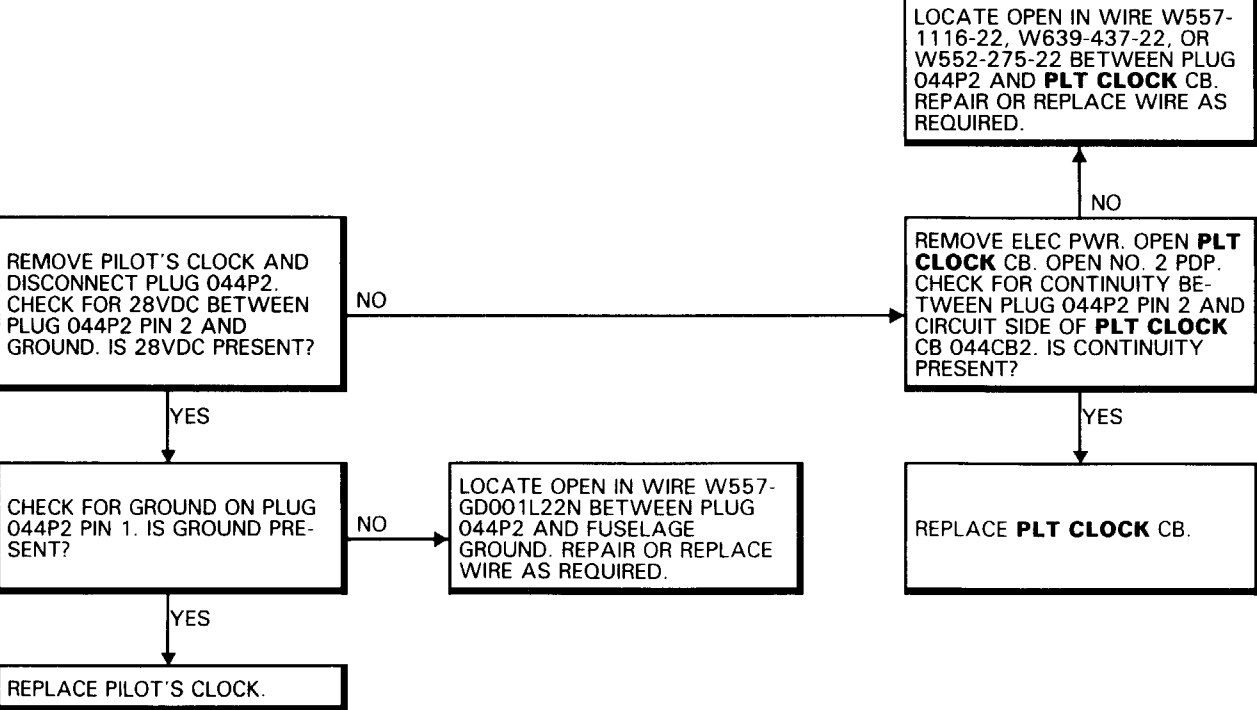 LOCATE OPEN IN WIRE W557-
1116-22, W639-437-22, OR
W552-275-22 BETWEEN PLUG
044P2 AND PLT CLOCK CB.
REPAIR OR REPLACE WIRE AS
REQUIRED.
NO
REMOVE PILOT'S CLOCK AND
DISCONNECT PLUG 044P2.
CHECK FOR 28VDC BETWEEN
PLUG 044P2 PIN 2 AND
GROUND. IS 28VDC PRESENT?
NO
REMOVE ELEC PWR. OPEN PLT
CLOCK CB. OPEN NO. 2 PDP.
CHECK FOR CONTINUITY BE-
TWEEN PLUG 044P2 PIN 2 AND
CIRCUIT SIDE OF PLT CLOCK
CB 044CB2. IS CONTINUITY
PRESENT?
YES
YES
CHECK FOR GROUND ON PLUG
044P2 PIN 1. IS GROUND PRE-
SENT?
NO
LOCATE OPEN IN WIRE W557-
GD001L22N BETWEEN PLUG
044P2 AND FUSELAGE
GROUND. REPAIR OR REPLACE
WIRE AS REQUIRED.
REPLACE PLT CLOCK CB.
YES
REPLACE PILOT'S CLOCK.